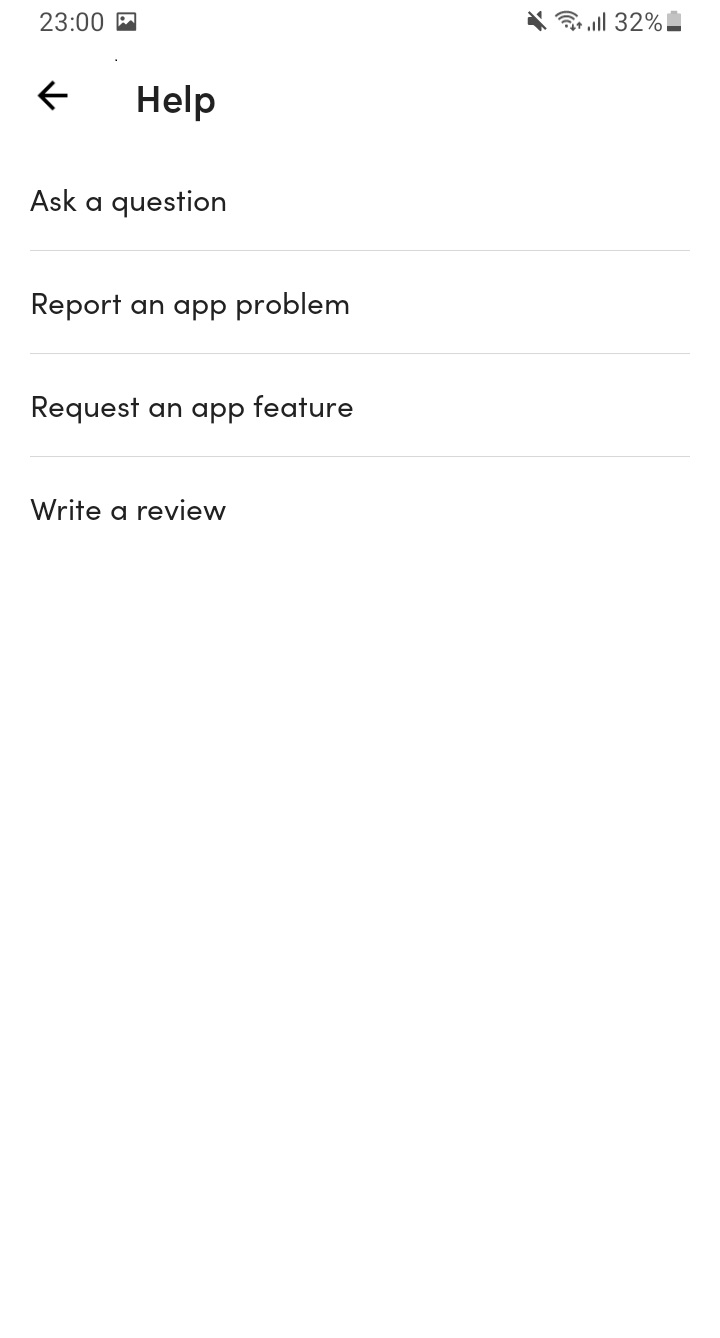 23:00
32%
Help
Ask a question
Report an app problem
Request an app feature
Write a review